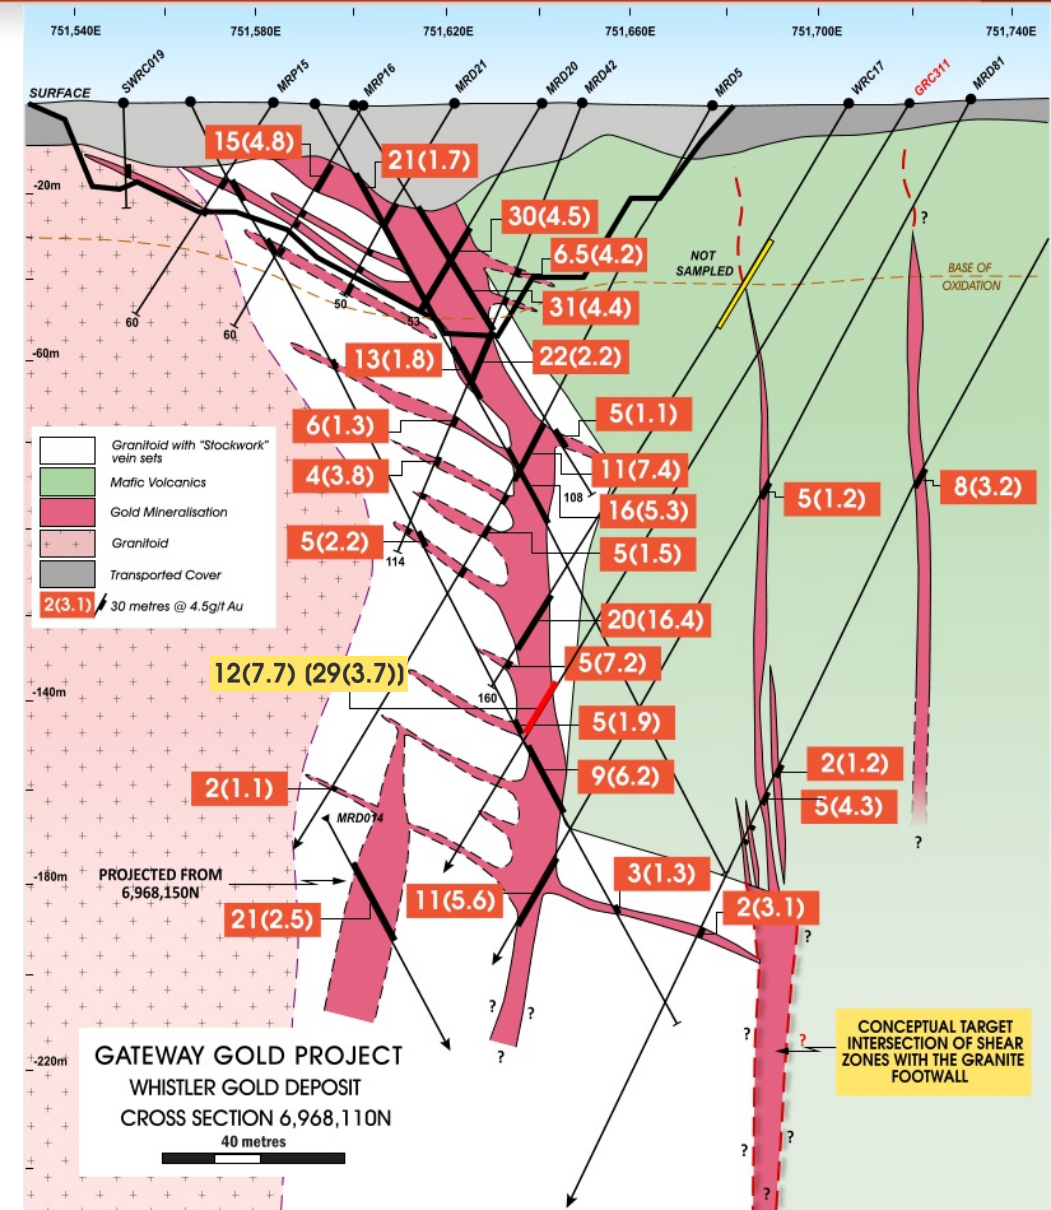 751,540E
751,580E
751,620E
751,660E
751,700E
751,740E
SURFACE
SWRC019
MRP15
MRP16
MRD21
MRD20
MRD42
MRD5
WRC17
GRC311
MRD81
15(4.8)
21(1.7)
-20m
30(4.5)
?
6.5(4.2)
NOT
SAMPLED
BASE OF
OXIDATION
50
31(4.4)
60
60
53
-60m
13(1.8)
22(2.2)
6(1.3)
5(1.1)
Granitoid with "Stockwork"
vein sets
Mafic Volcanics
Gold Mineralisation
Granitoid
Transported Cover
2(3.1)
30 metres @ 4.5g/t Au
4(3.8)
11(7.4)
108
5(1.2)
8(3.2)
16(5.3)
5(2.2)
114
5(1.5)
20(16.4)
12(7.7) (29(3.7))
5(7.2)
-140m
160
5(1.9)
9(6.2)
2(1.2)
2(1.1)
5(4.3)
MRD014
?
PROJECTED FROM
6,968,150N
-180m
3(1.3)
11(5.6)
2(3.1)
21(2.5)
?
?
?
?
?
?
CONCEPTUAL TARGET
INTERSECTION OF SHEAR
ZONES WITH THE GRANITE
FOOTWALL
-220m
GATEWAY GOLD PROJECT
WHISTLER GOLD DEPOSIT
CROSS SECTION 6,968,110N
40 metres
?
?
?